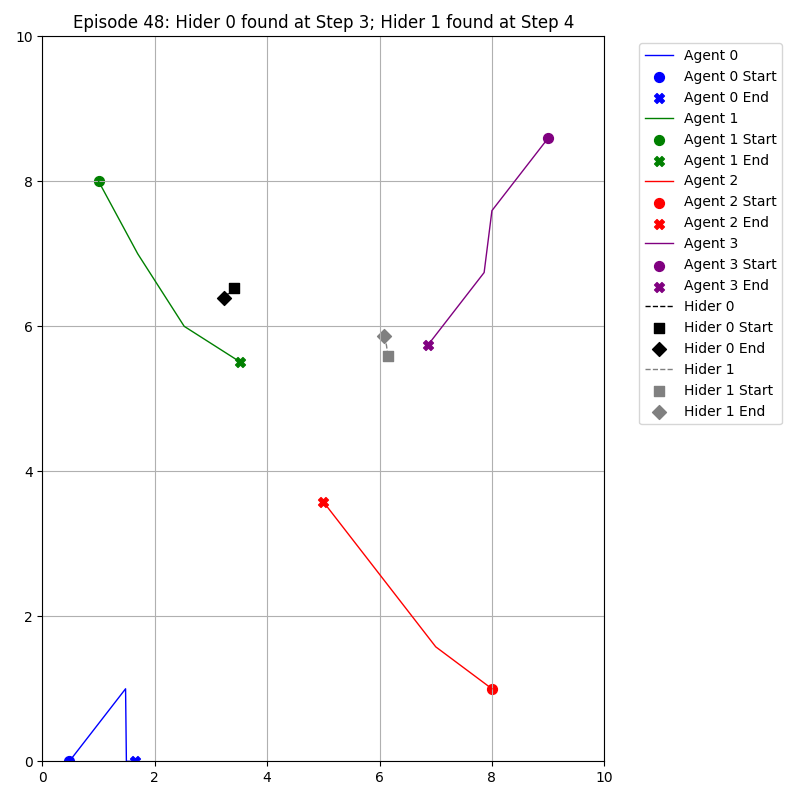 Episode 48: Hider 0 found at Step 3; Hider 1 found at Step 4
10
8
6
4
2
0
0 2 4 6 8 10
Agent 0
Agent 0 Start
Agent 0 End
Agent 1
Agent 1 Start
Agent 1 End
Agent 2
Agent 2 Start
Agent 2 End
Agent 3
Agent 3 Start
Agent 3 End
Hider 0
Hider 0 Start
Hider 0 End
Hider 1
Hider 1 Start
Hider 1 End